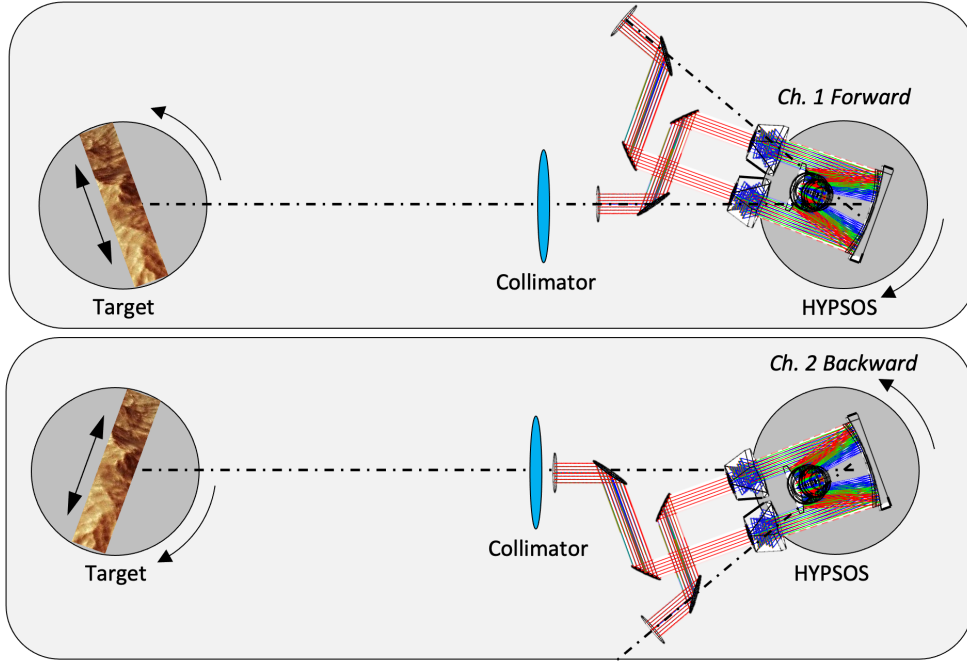 Ch. 1 Forward
Collimator
Target
HYPSOS
Ch. 2 Backward
Collimator
Target
HYPSOS